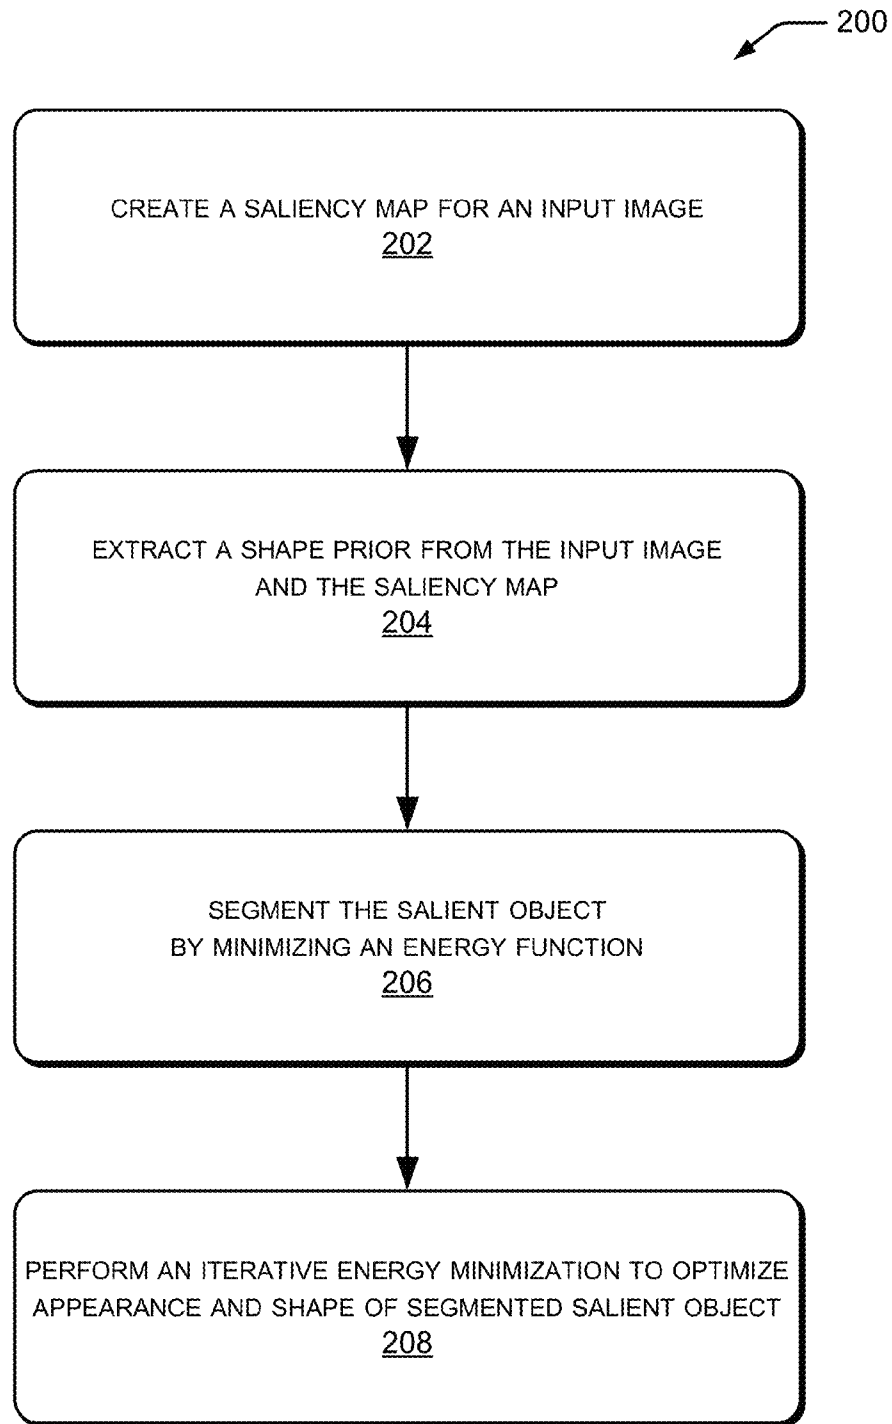 200
CREATE A SALIENCY MAP FOR AN INPUT IMAGE
202
EXTRACT A SHAPE PRIOR FROM THE INPUT IMAGE
AND THE SALIENCY MAP
204
SEGMENT THE SALIENT OBJECT
BY MINIMIZING AN ENERGY FUNCTION
206
PERFORM AN ITERATIVE ENERGY MINIMIZATION TO OPTIMIZE
APPEARANCE AND SHAPE OF SEGMENTED SALIENT OBJECT
208